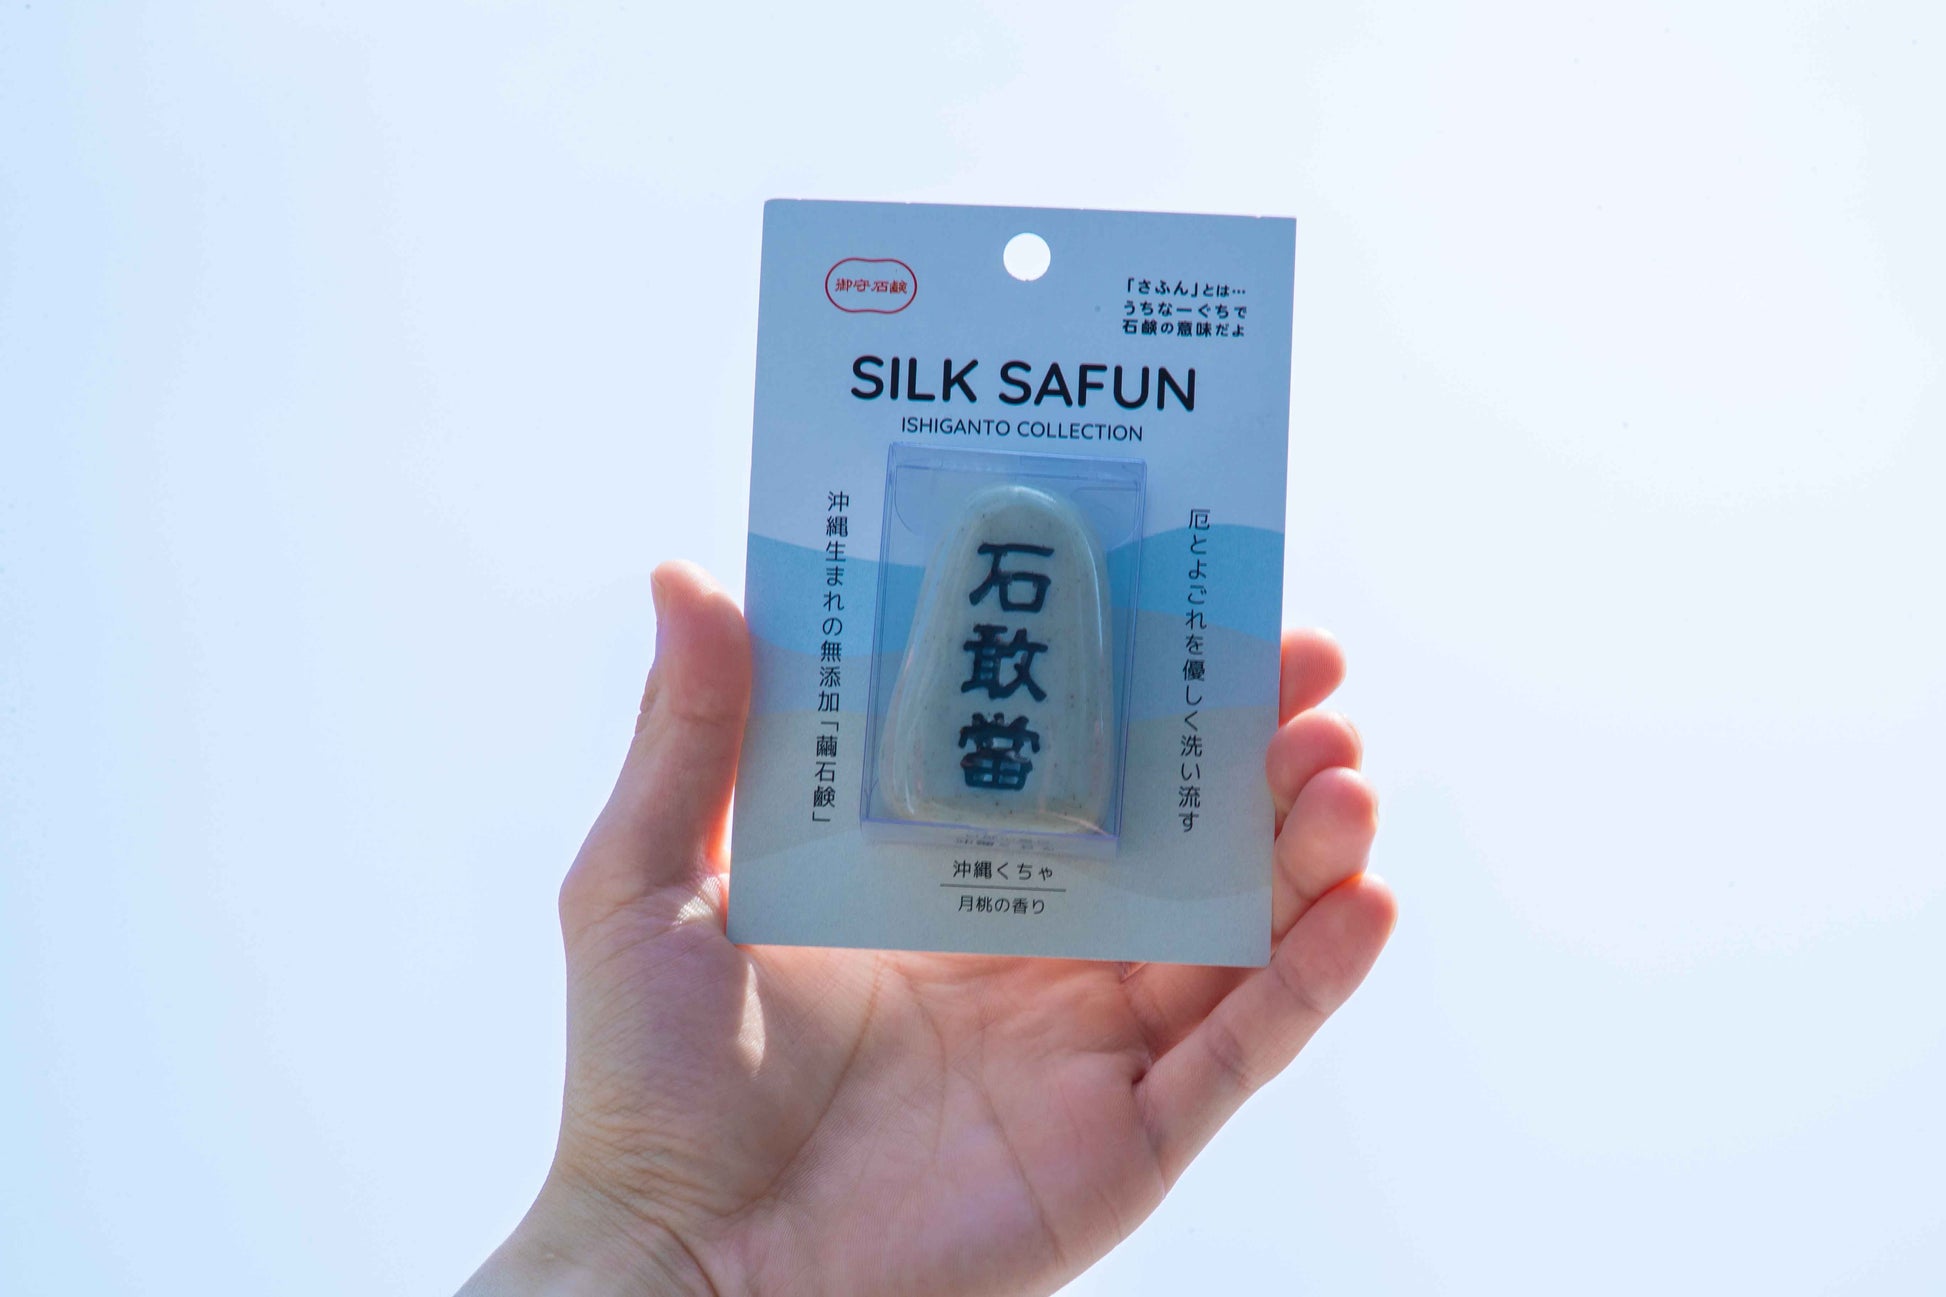 御守石鹸
「さふん」とは…
うちなーぐちで
石鹸の意味だよ
SILK SAFUN
ISHIGANTO COLLECTION
厄とよごれを優しく洗い流す
石敢當
沖縄生まれの無添加「繭石鹸」
沖縄くちゃ
月桃の香り